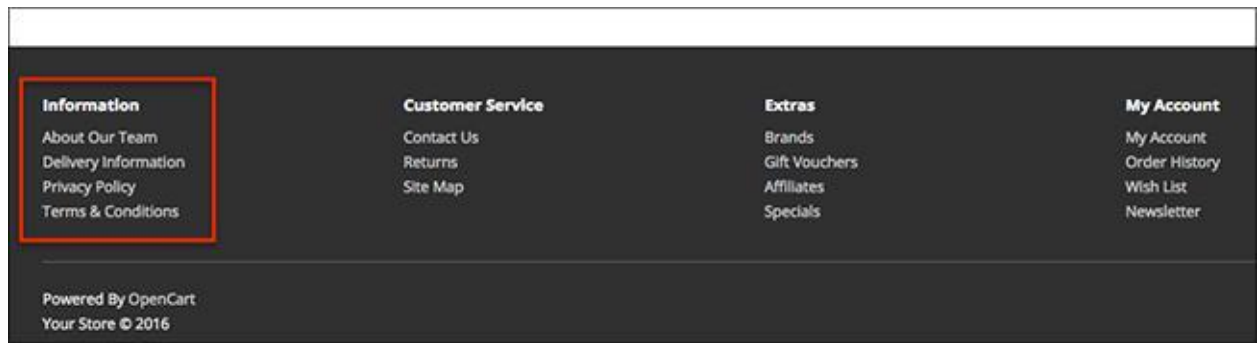 Information
About Our Team
Delivery Information
Privacy Policy
Terms & Conditions
Customer Service
Contact Us
Returns
Site Map
Extras
Brands
Gift Vouchers
Affiliates
Specials
My Account
My Account
Order History
Wish List
Newsletter
Powered By OpenCart
Your Store © 2016